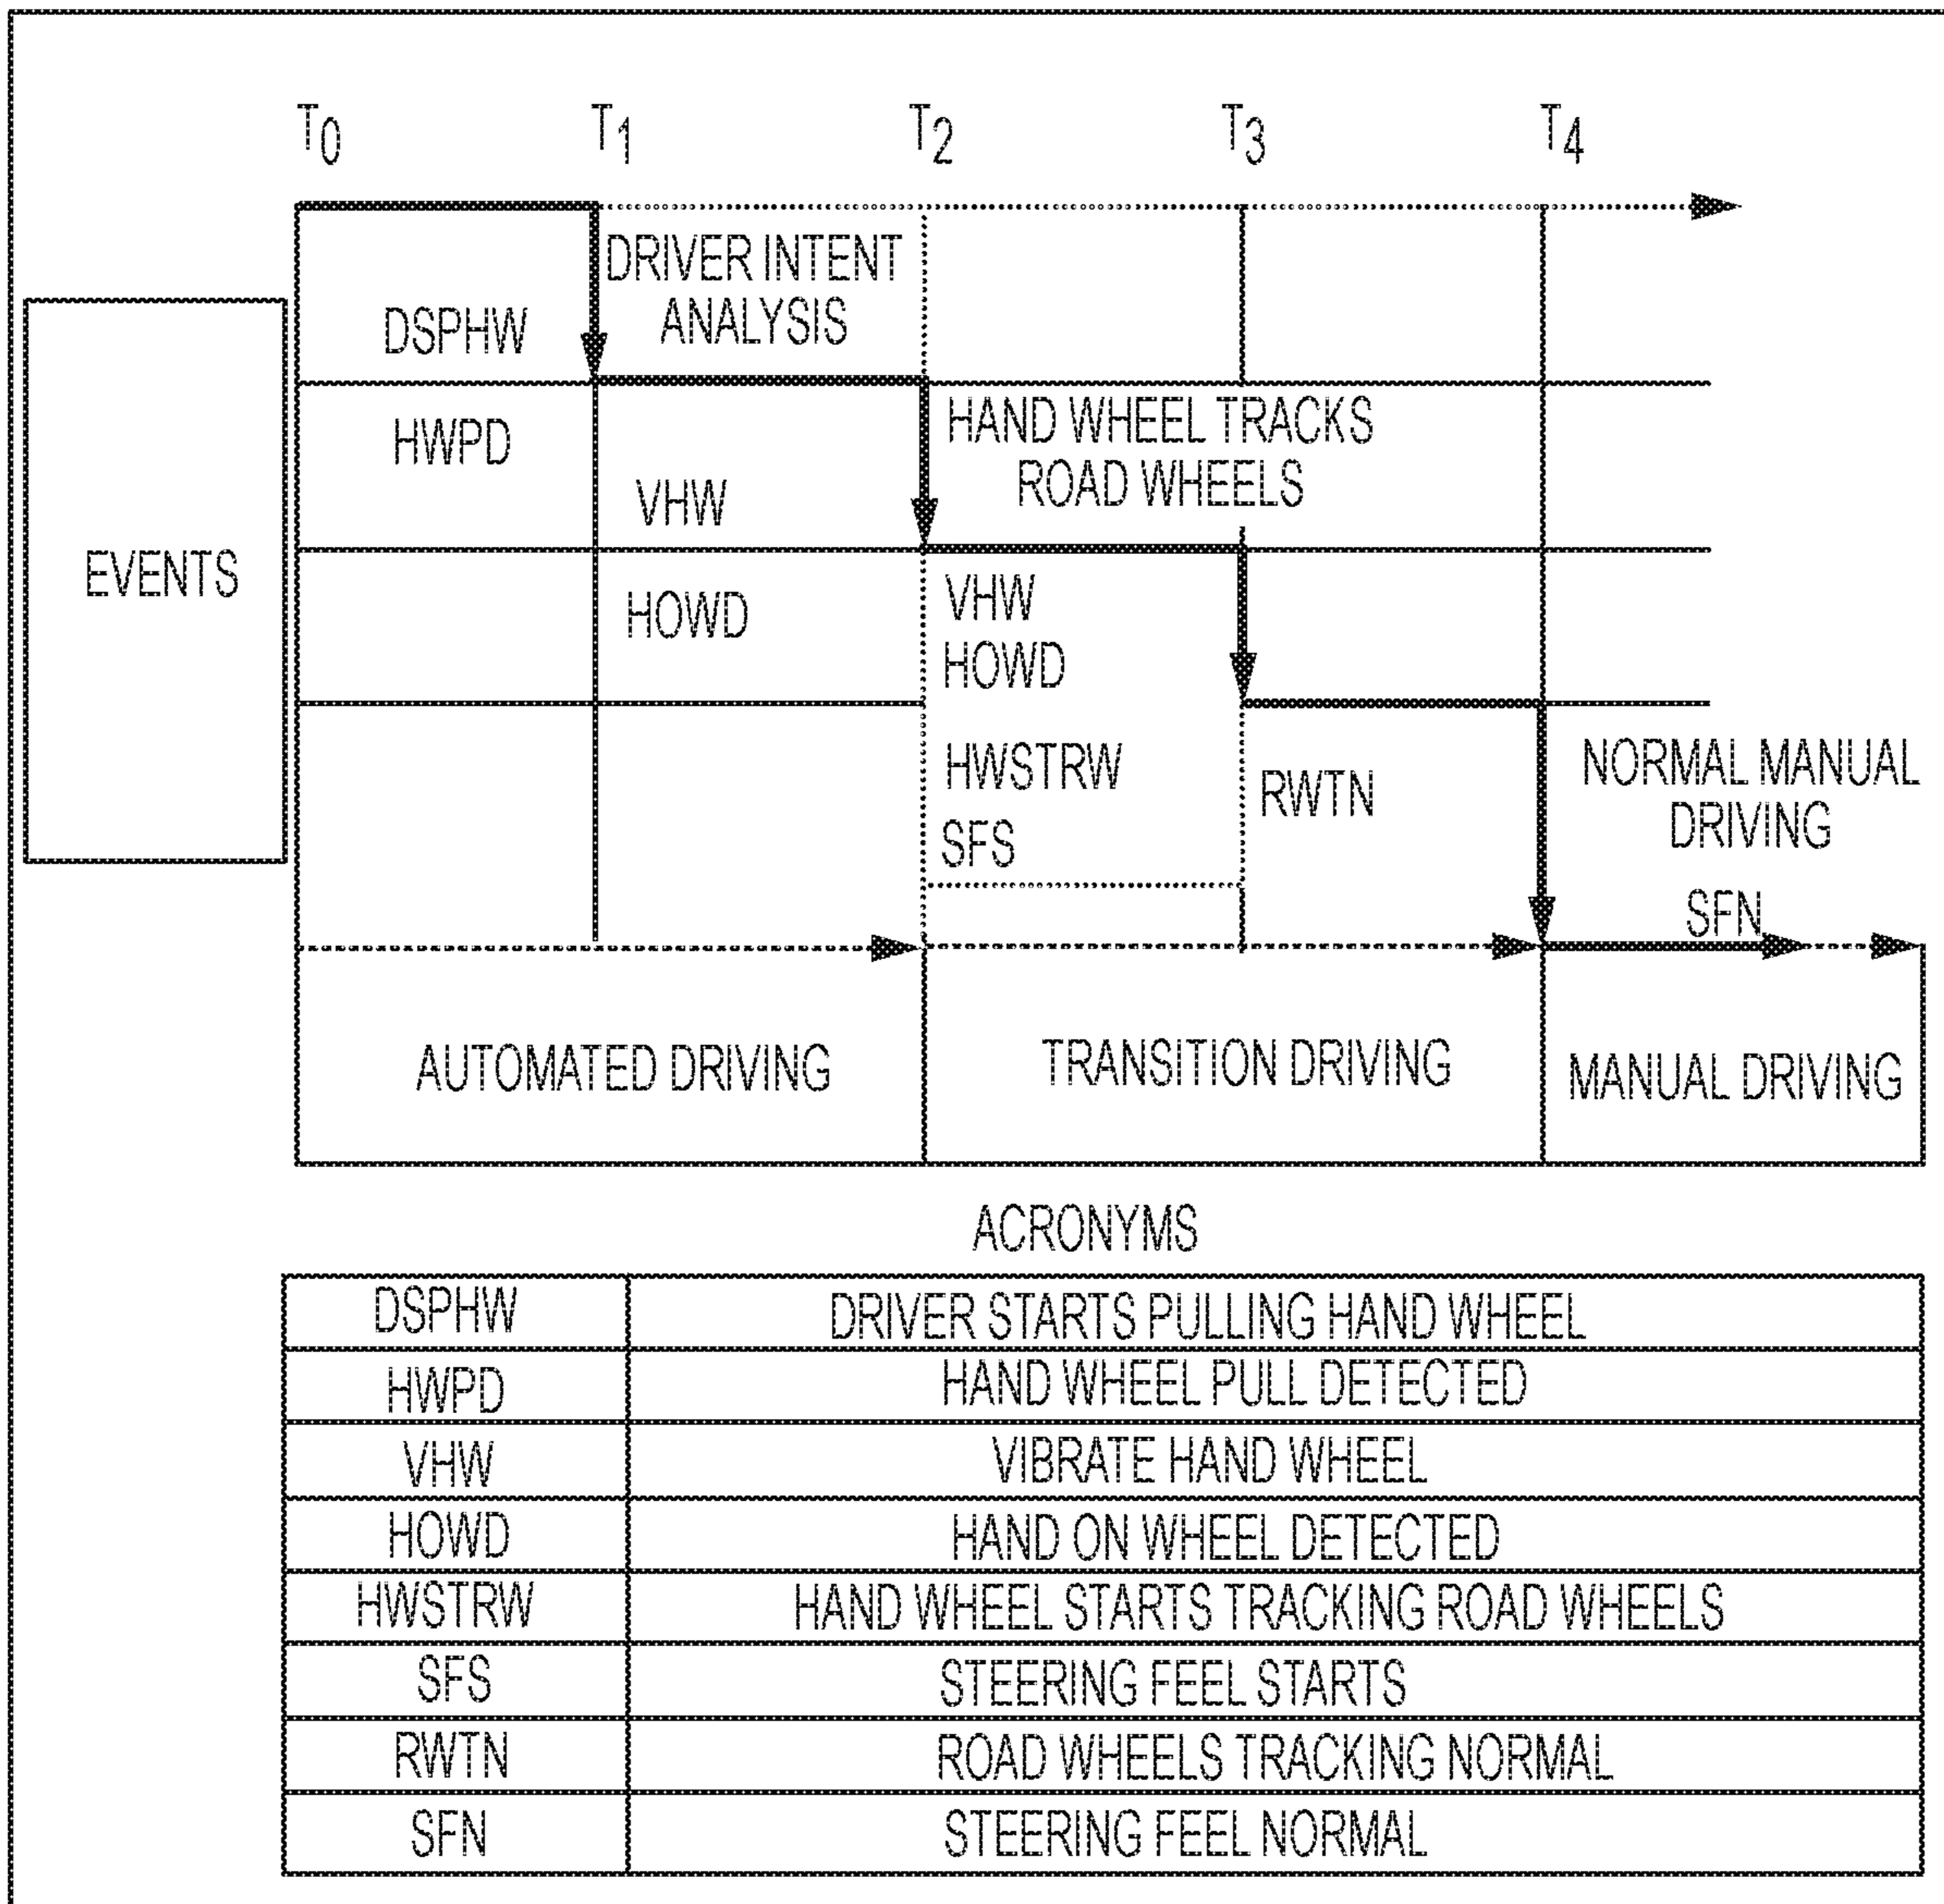 T0 T1 T2 T3 T4
DRIVER INTENT
ANALYSIS
DSPHW
HAND WHEEL TRACKS
ROAD WHEELS
HWPD
VHW
EVENTS
HOWD
VHW
HOWD
HWSTRW
SFS
RWTN
NORMAL MANUAL
DRIVING
SFN
AUTOMATED DRIVING
TRANSITION DRIVING
MANUAL DRIVING
ACRONYMS
DSPHW DRIVER STARTS PULLING HAND WHEEL
HWPD HAND WHEEL PULL DETECTED
VHW VIBRATE HAND WHEEL
HOWD HAND ON WHEEL DETECTED
HWSTRW HAND WHEEL STARTS TRACKING ROAD WHEELS
SFS STEERING FEEL STARTS
RWTN ROAD WHEELS TRACKING NORMAL
SFN STEERING FEEL NORMAL